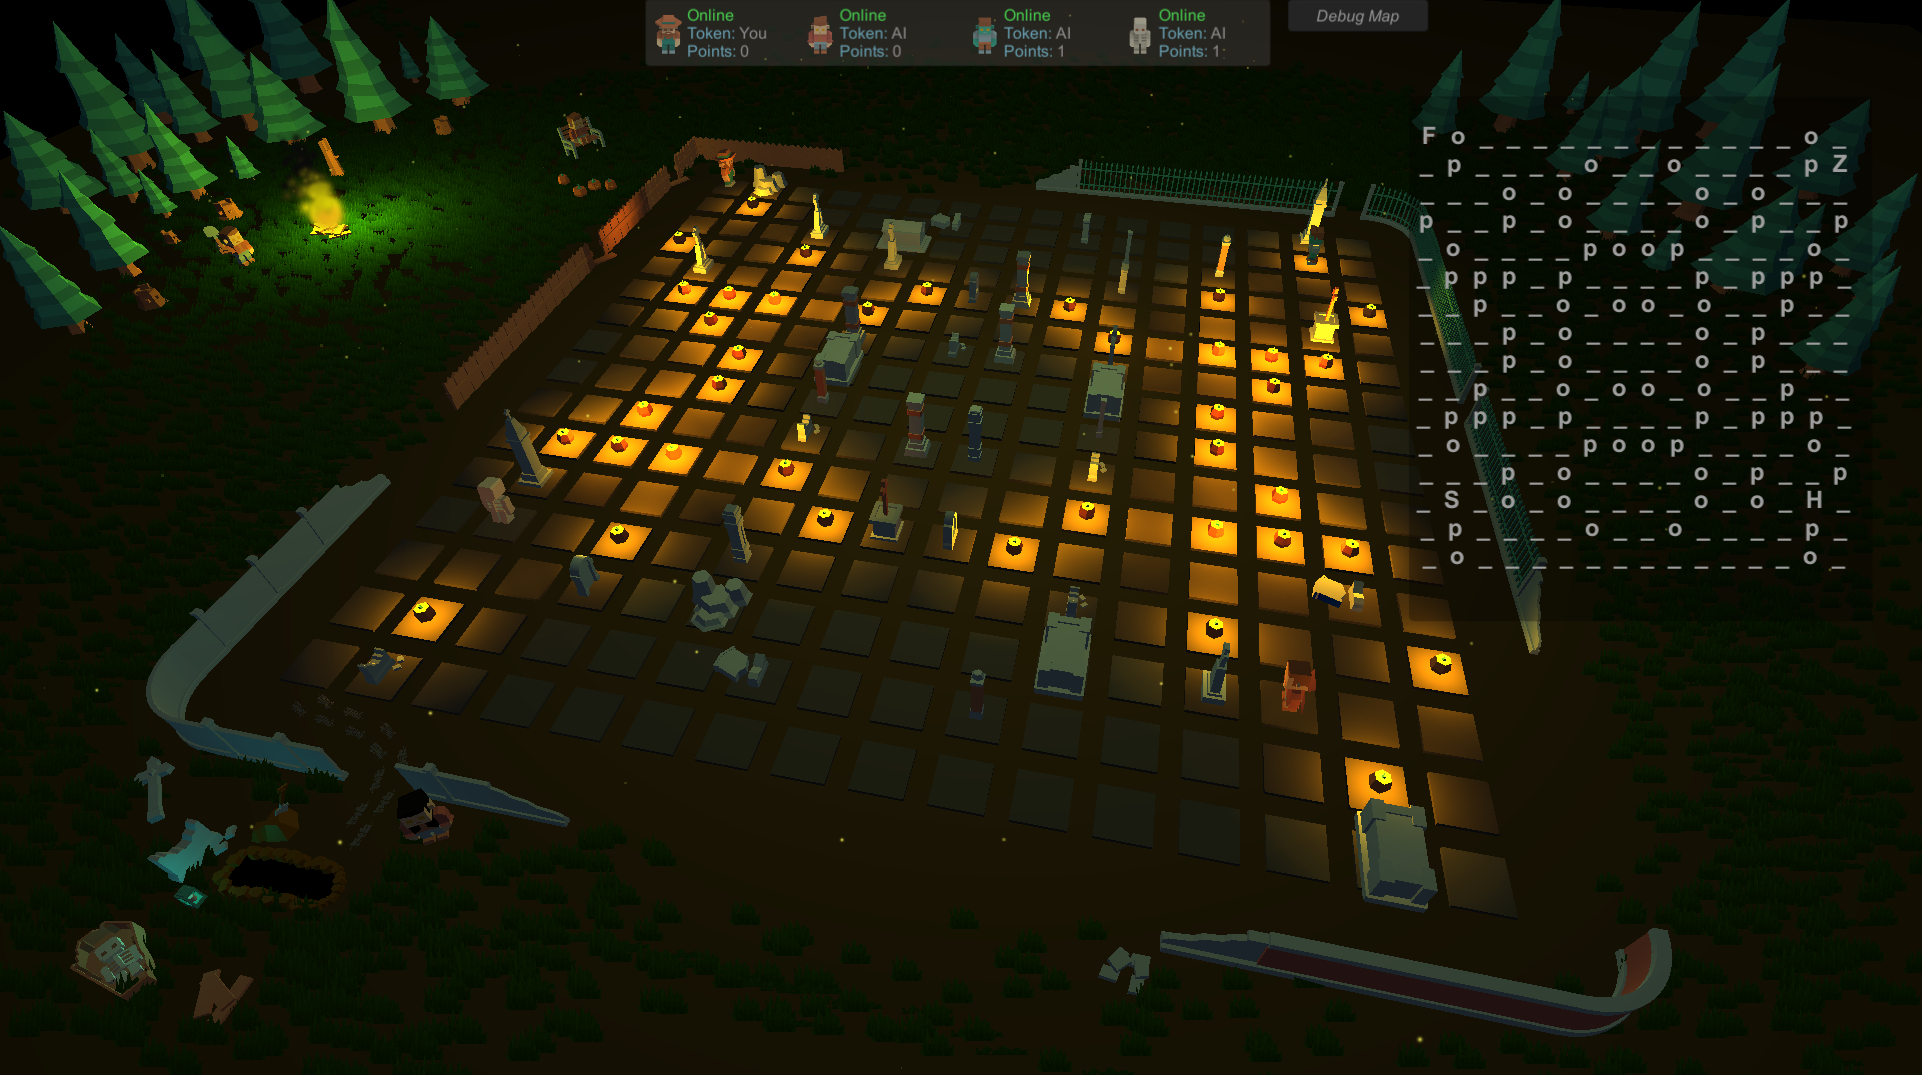 Online
Token: You
Points: 0
Online
Token: AI
Points: 0
Online
Token: AI
Points: 1
Online
Token: AI
Points: 1
Debug Map
F o _ _ _ _ _ _ _ _ _ _ _ _ o _
_ p _ _ _ _ o _ _ o _ _ _ _ p Z
_ _ _ o _ o _ _ _ _ o _ o _ _ _
p _ _ p _ o _ _ _ _ o _ p _ _ p
_ o _ _ _ _ p o o p _ _ _ _ o _
_ p p p _ p _ _ _ _ p _ p p p _
_ _ p _ _ o _ o o _ o _ _ p _ _
_ _ _ p _ o _ _ _ _ o _ p _ _ _
_ _ _ p _ o _ _ _ _ o _ p _ _ _
_ _ p _ _ o _ o o _ o _ _ p _ _
_ p p p _ p _ _ _ _ p _ p p p _
_ o _ _ _ _ p o o p _ _ _ _ o _
_ _ _ p _ o _ _ _ _ o _ p _ _ p
_ S _ o _ o _ _ _ _ o _ o _ H _
_ p _ _ _ _ o _ _ o _ _ _ _ p _
_ o _ _ _ _ _ _ _ _ _ _ _ _ o _